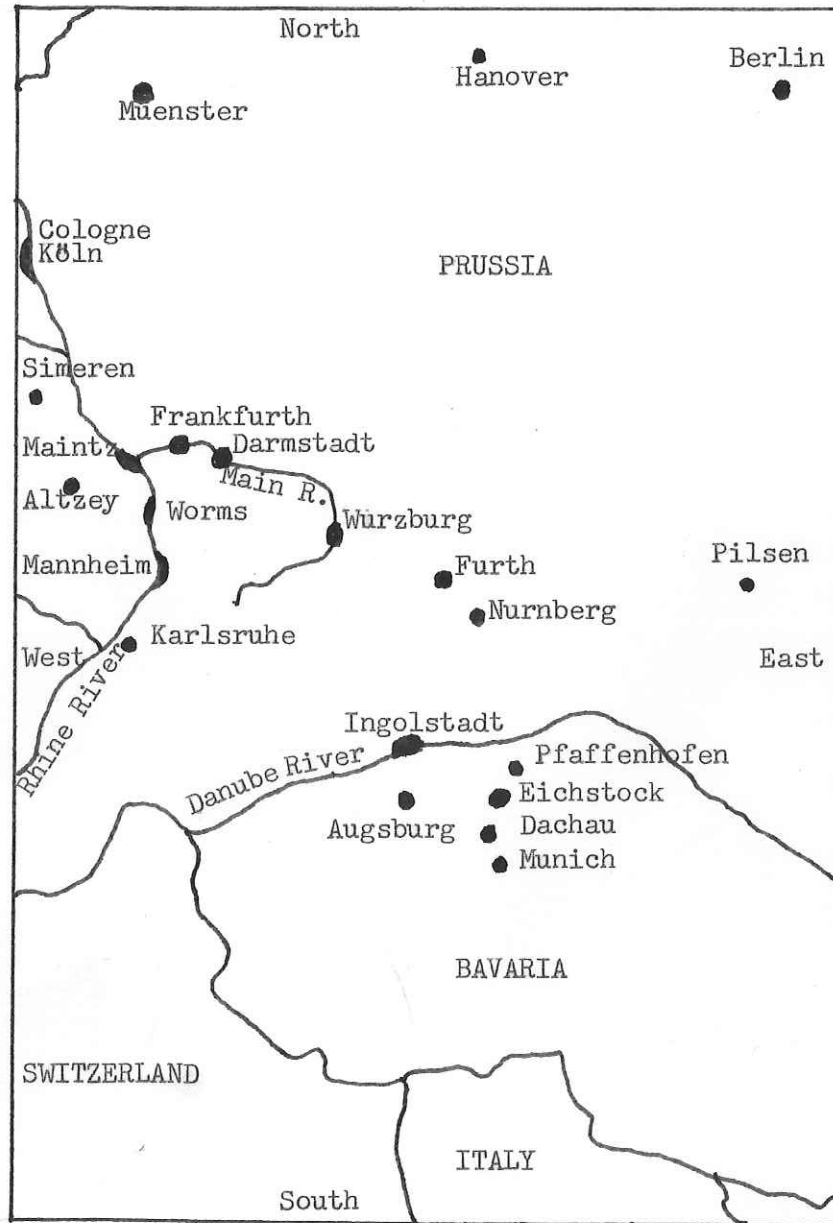 North
Hanover
Berlin
Muenster
Cologne
Köln
PRUSSIA
Simeren
Frankfurth
Maintz
Darmstadt
Main R.
Altzey
Worms
Würzburg
Mannheim
Furth
Pilsen
Nurnberg
West
Karlsruhe
East
Rhine River
Ingolstadt
Danube River
Pfaffenhofen
Eichstock
Augsburg
Dachau
Munich
BAVARIA
SWITZERLAND
ITALY
South